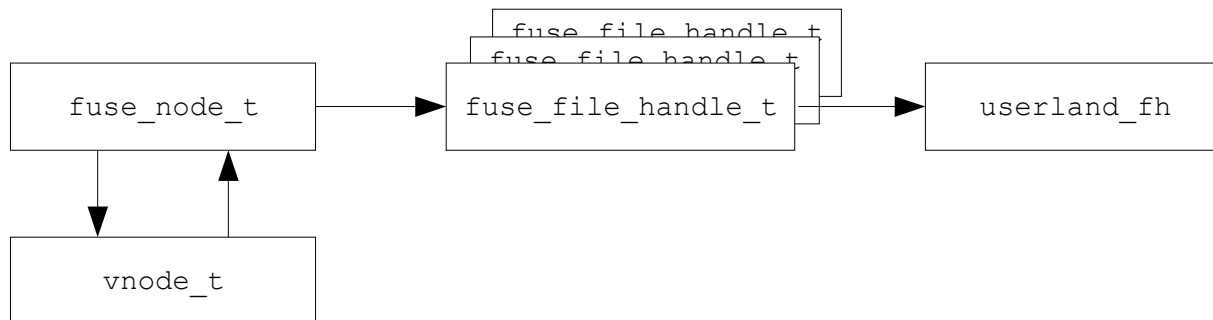 fuse_file_handle_t
fuse_file_handle_t
fuse_node_t
fuse_file_handle_t
userland_fh
vnode_t